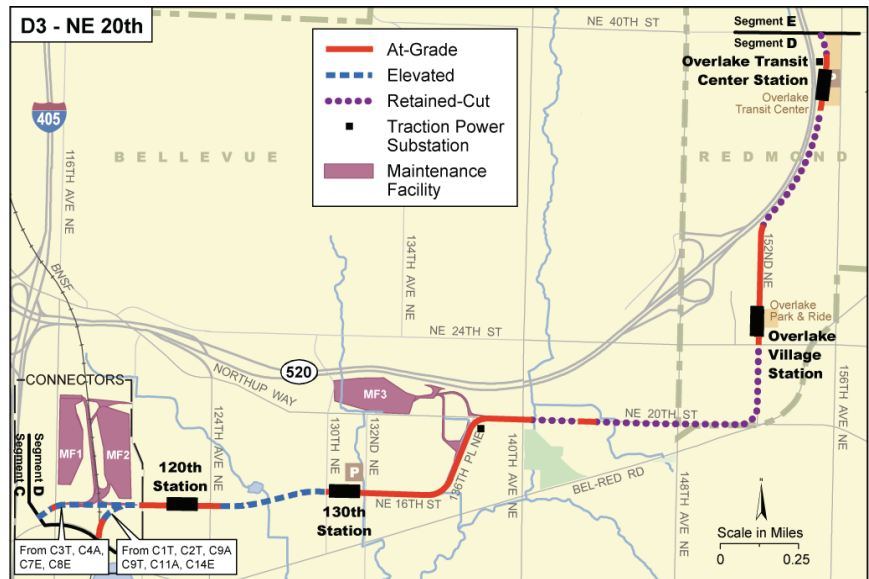 D3 - NE 20th
At-Grade
Elevated
Retained-Cut
Traction Power
Substation
Maintenance
Facility
NE 40TH ST
Segment E
Segment D
Overlake Transit
Center Station
P
Overlake
Transit Center
405
116TH AVE NE
BELLEVUE
REDMOND
BNSF
134TH AVE NE
152ND NE
NE 24TH ST
Overlake
Park & Ride
Overlake
Village
Station
520
NORTHUP WAY
CONNECTORS
MF3
124TH AVE NE
130TH NE
132ND NE
136TH PL NE
140TH AVE NE
NE 20TH ST
148TH AVE NE
156TH AVE NE
BEL-RED RD
MF1
MF2
Segment C
Segment D
120th
Station
P
130th
Station
NE 16TH ST
From C3T, C4A,
C7E, C8E
From C1T, C2T, C9A
C9T, C11A, C14E
N
Scale in Miles
0
0.25